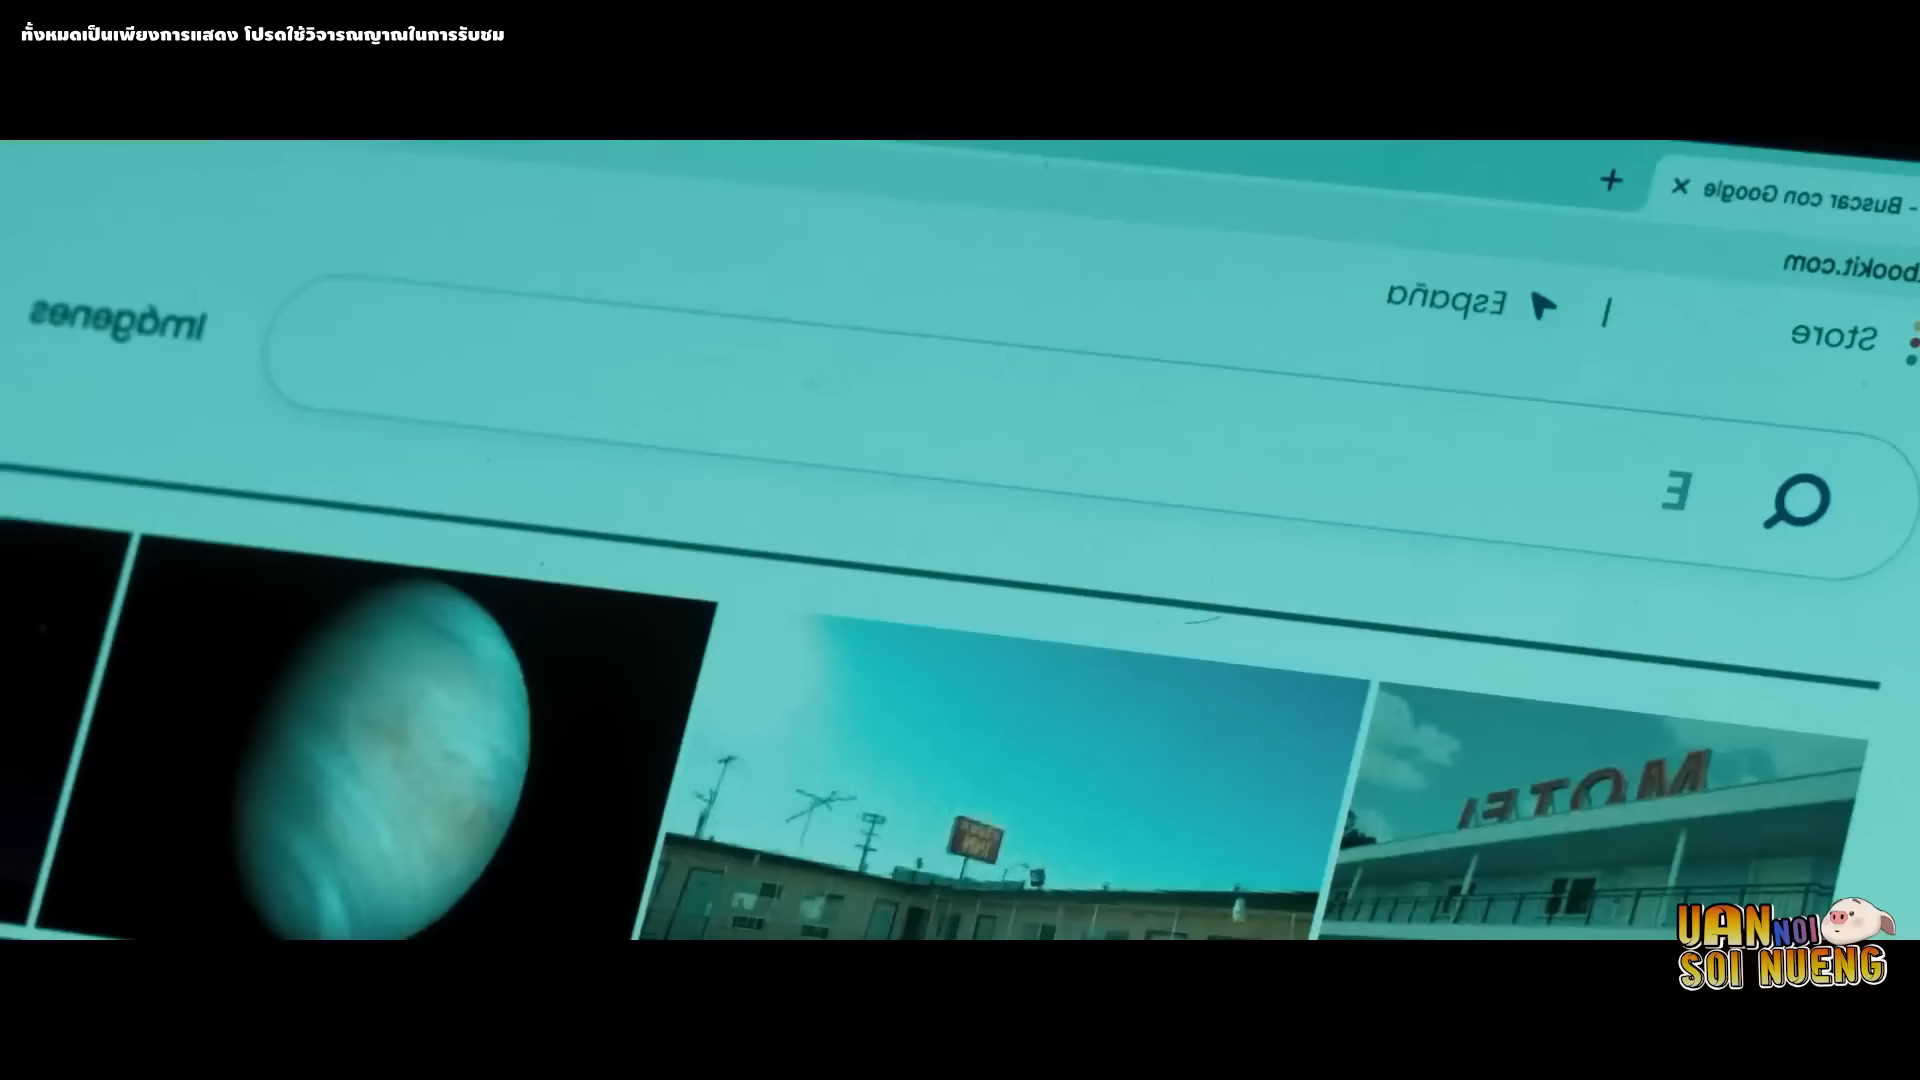 ทั้งหมดเป็นเพียงการแสดง โปรดใช้วิจารณญาณในการรับชม
- Buscar con Google
bookit.com
Store
España
Imágenes
E
MOTEL
INN
UAN NOI
SOI NUENG